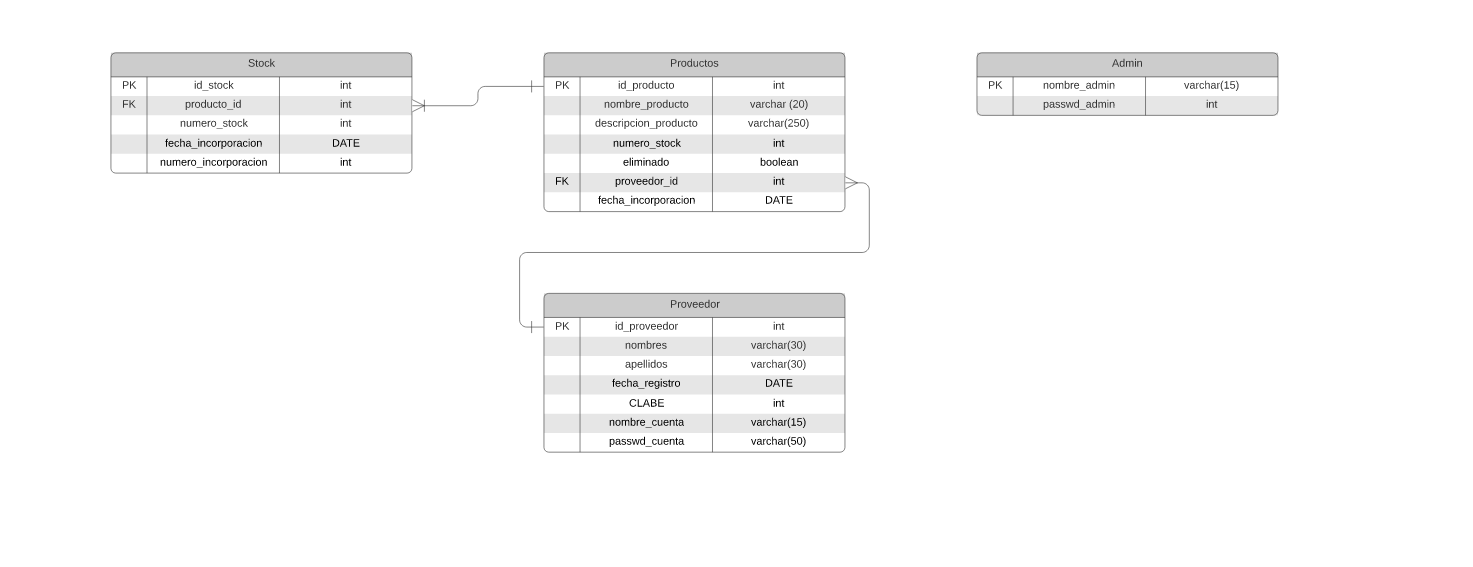 Stock
PK id_stock int
FK producto_id int
numero_stock int
fecha_incorporacion DATE
numero_incorporacion int
Productos
PK id_producto int
nombre_producto varchar (20)
descripcion_producto varchar(250)
numero_stock int
eliminado boolean
FK proveedor_id int
fecha_incorporacion DATE
Admin
PK nombre_admin varchar(15)
passwd_admin int
Proveedor
PK id_proveedor int
nombres varchar(30)
apellidos varchar(30)
fecha_registro DATE
CLABE int
nombre_cuenta varchar(15)
passwd_cuenta varchar(50)